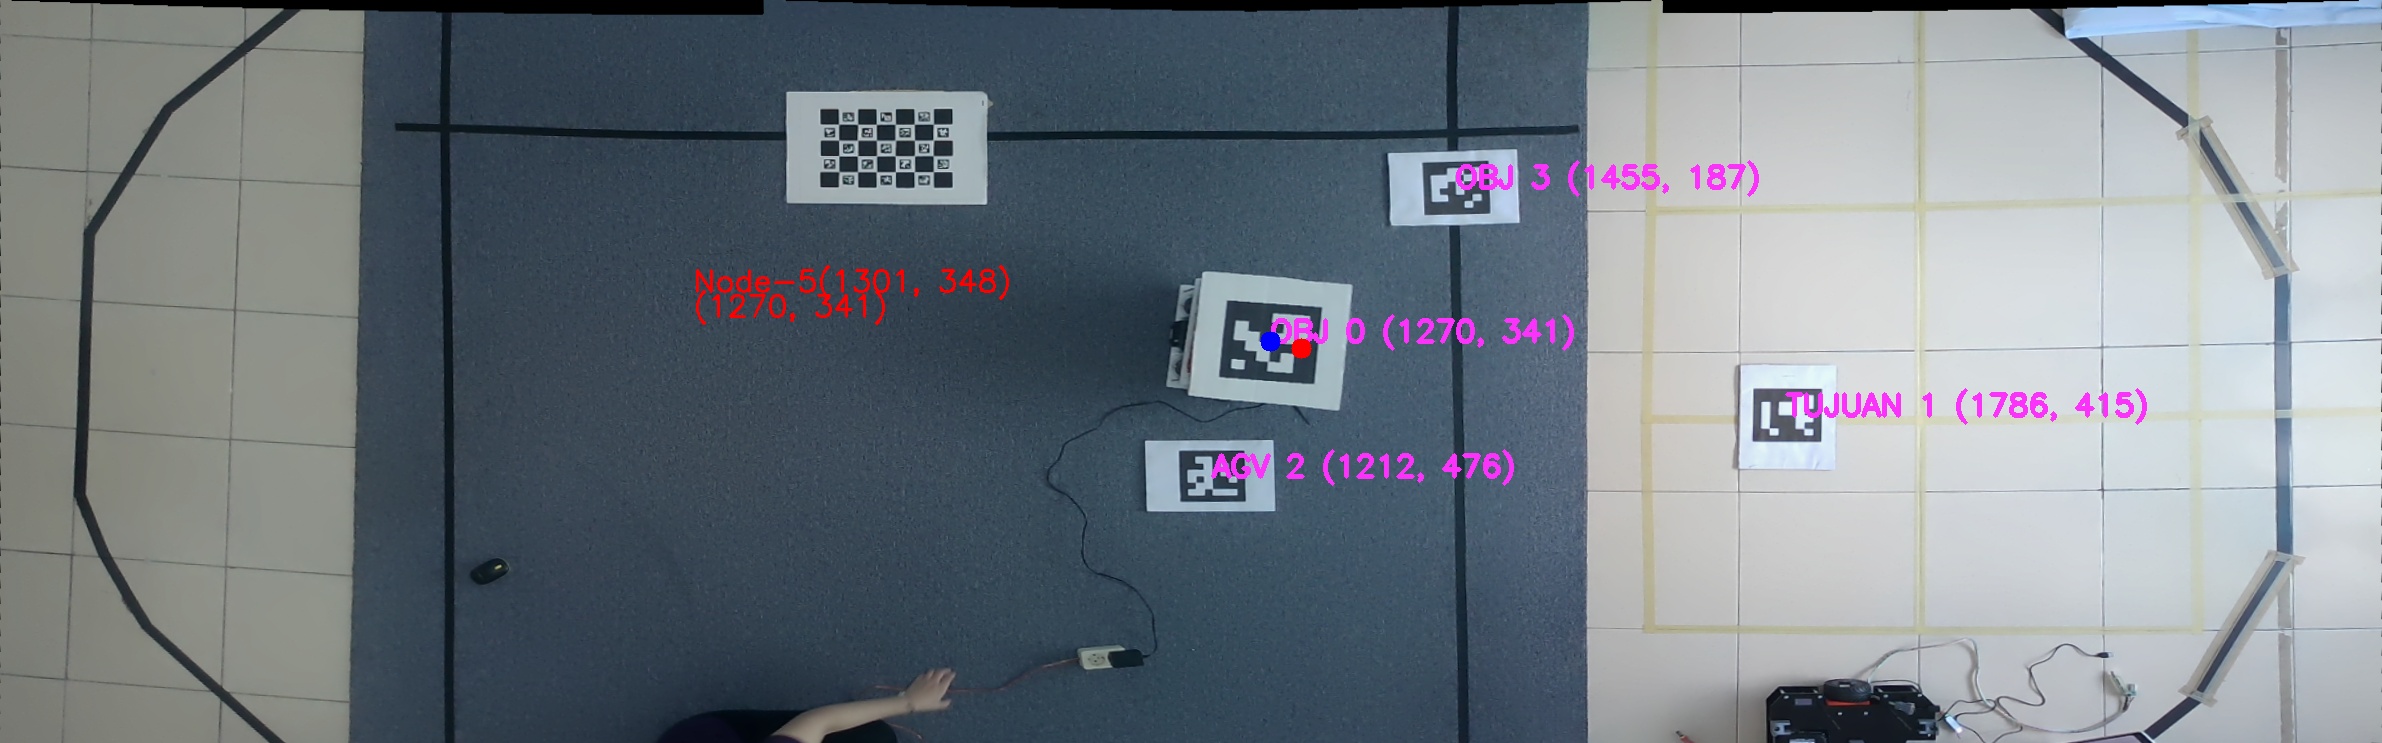 OBJ 3 (1455, 187)
Node-5(1301, 348)
(1270, 341)
OBJ 0 (1270, 341)
TUJUAN 1 (1786, 415)
AGV 2 (1212, 476)